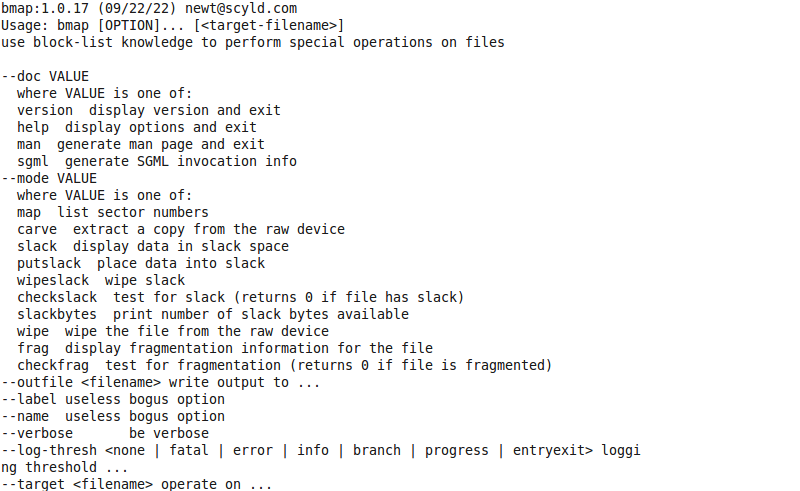 bmap:1.0.17 (09/22/22) newt@scyld.com
Usage: bmap [OPTION]... [<target-filename>]
use block-list knowledge to perform special operations on files

--doc VALUE
  where VALUE is one of:
  version  display version and exit
  help  display options and exit
  man  generate man page and exit
  sgml  generate SGML invocation info
--mode VALUE
  where VALUE is one of:
  map  list sector numbers
  carve  extract a copy from the raw device
  slack  display data in slack space
  putslack  place data into slack
  wipeslack  wipe slack
  checkslack  test for slack (returns 0 if file has slack)
  slackbytes  print number of slack bytes available
  wipe  wipe the file from the raw device
  frag  display fragmentation information for the file
  checkfrag  test for fragmentation (returns 0 if file is fragmented)
--outfile <filename> write output to ...
--label useless bogus option
--name  useless bogus option
--verbose       be verbose
--log-thresh <none | fatal | error | info | branch | progress | entryexit> loggi
ng threshold ...
--target <filename> operate on ...